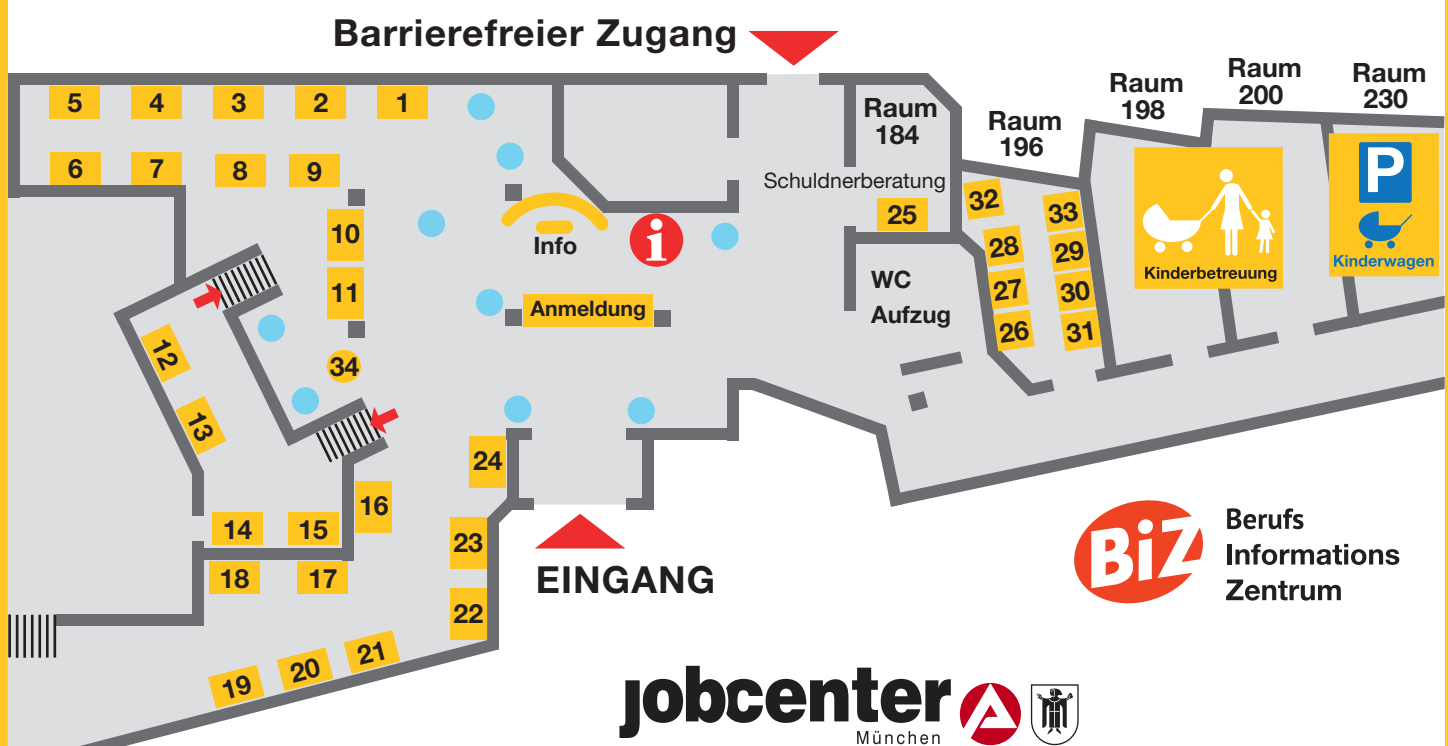 Barrierefreier Zugang
5 4 3 2 1
6 7 8 9
10
11
34
12
13
14 15
16
18 17
19 20 21
22
23
24
Info
i
Anmeldung
EINGANG
Raum
184
Schuldnerberatung
25
WC
Aufzug
Raum
196
32 33
28 29
27 30
26 31
Raum
198
Raum
200
Raum
230
Kinderbetreuung
P
Kinderwagen
BiZ
Berufs
Informations
Zentrum
jobcenter
München